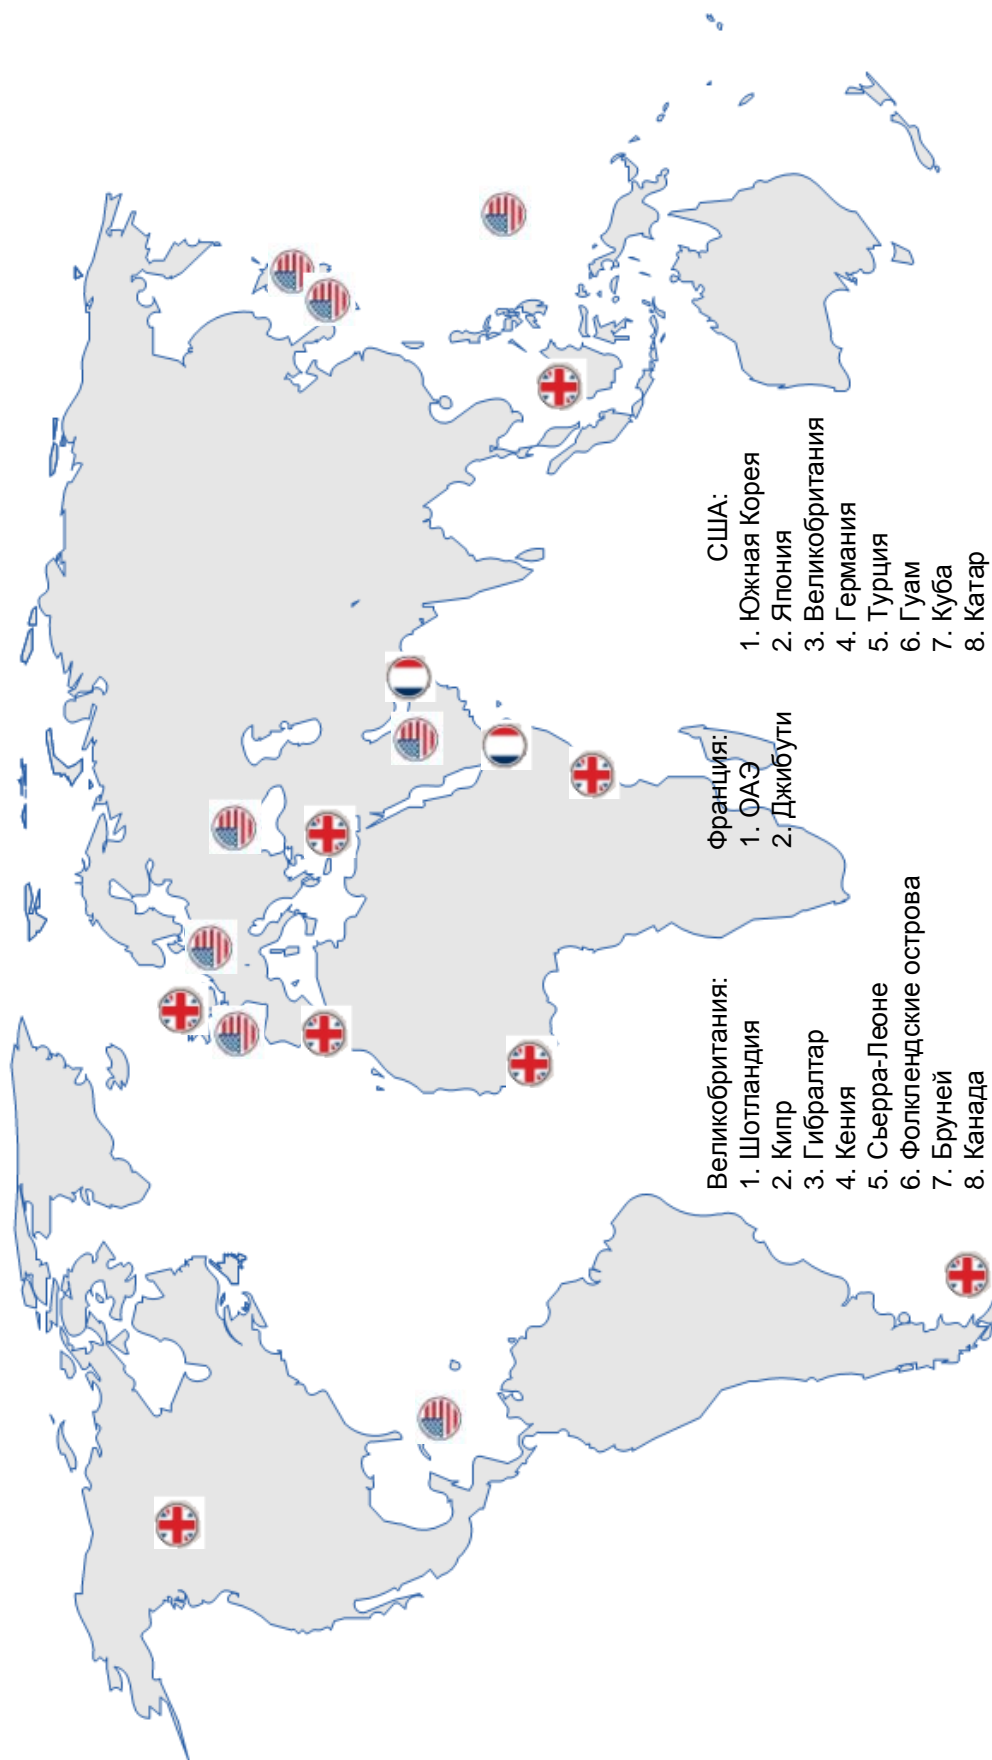 Великобритания:
1. Шотландия
2. Кипр
3. Гибралтар
4. Кения
5. Сьерра-Леоне
6. Фолклендские острова
7. Бруней
8. Канада
Франция:
1. ОАЭ
2. Джибути
США:
1. Южная Корея
2. Япония
3. Великобритания
4. Германия
5. Турция
6. Гуам
7. Куба
8. Катар